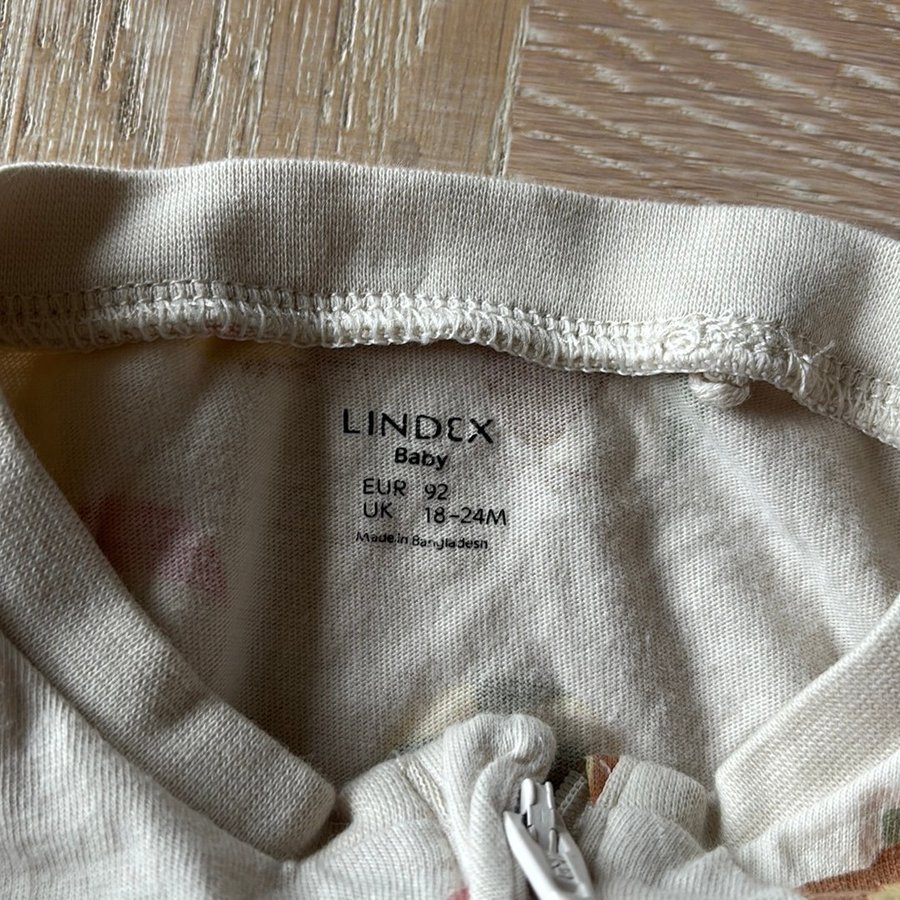 LINDEX
Baby
EUR 92
UK 18-24M
Made in Bangladesh